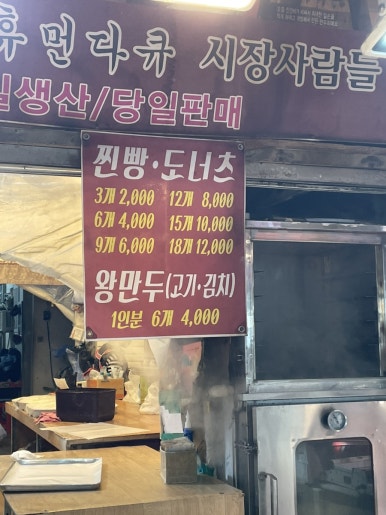 휴먼다큐 시장사람들
일생산/당일판매
찐빵·도너츠
3개 2,000 12개 8,000
6개 4,000 15개 10,000
9개 6,000 18개 12,000
왕만두(고기·김치)
1인분 6개 4,000